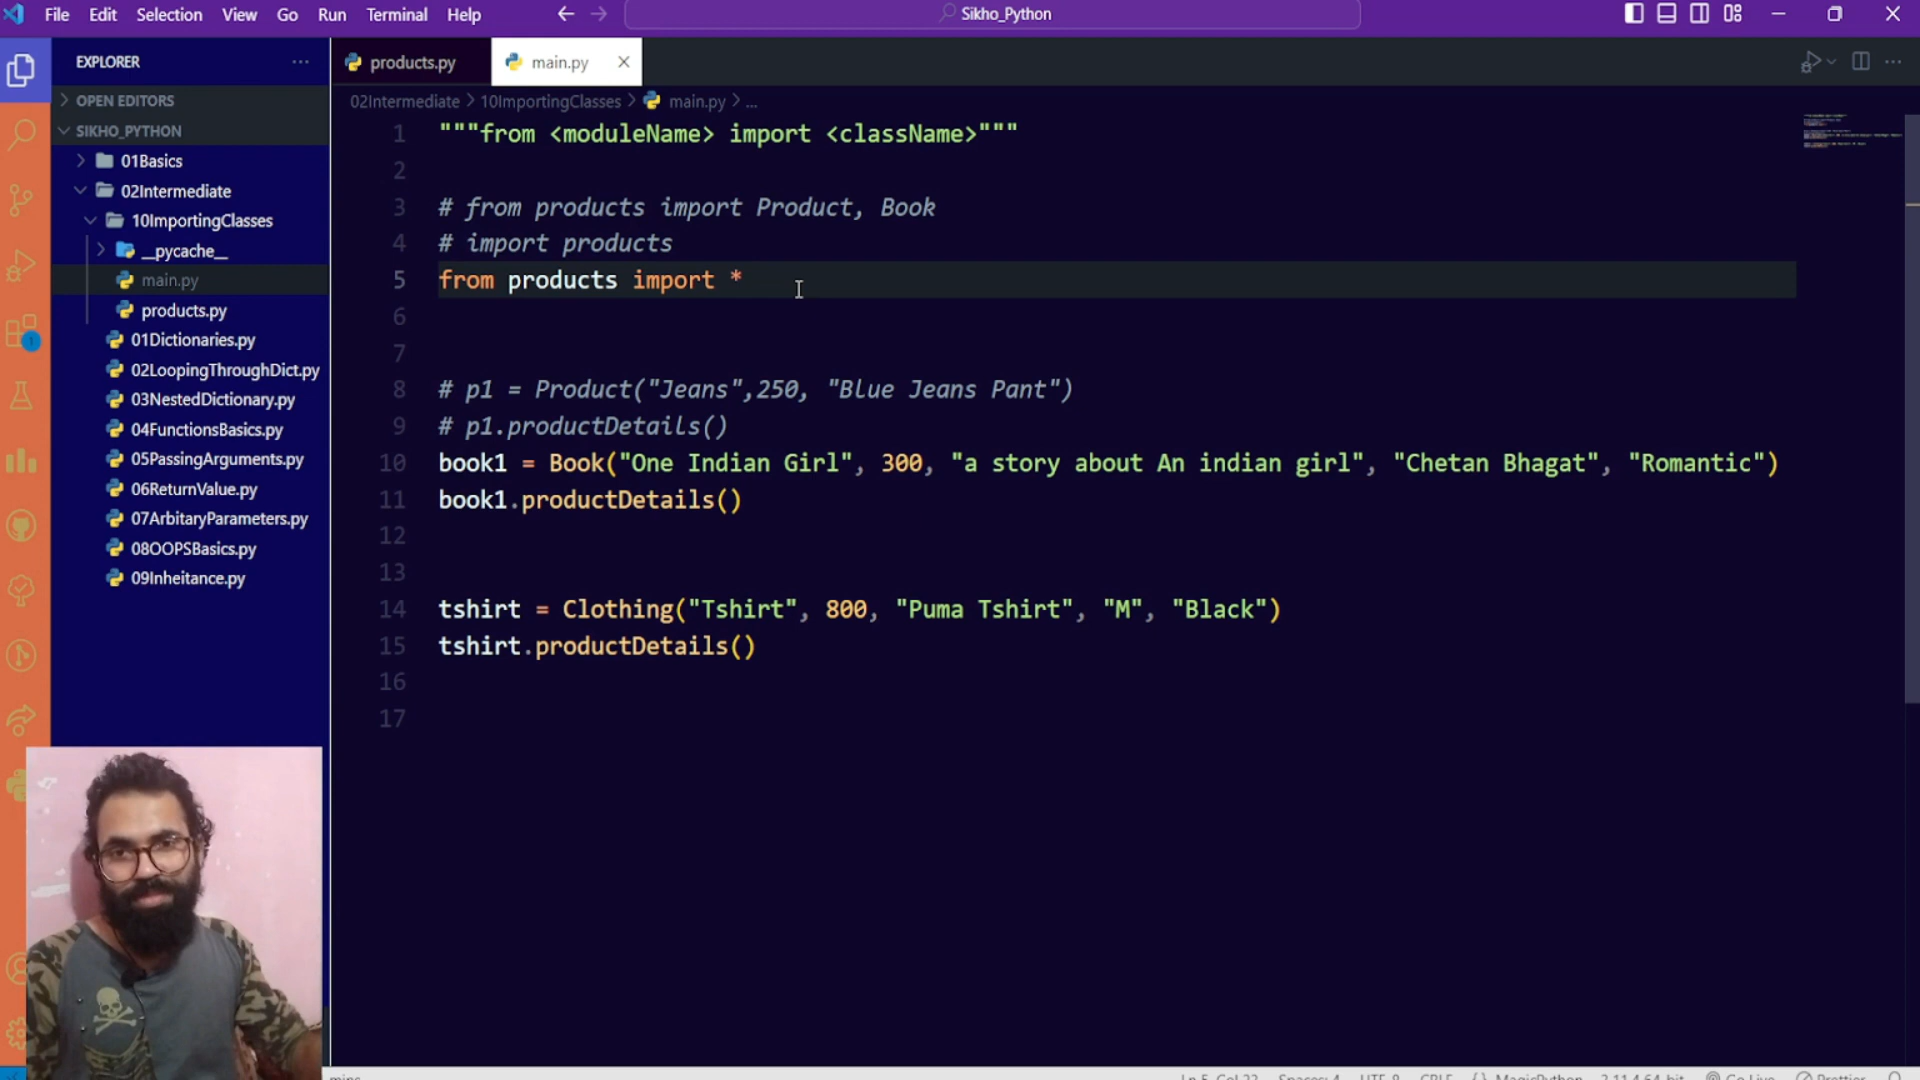 File Edit Selection View Go Run Terminal Help
Sikho_Python
EXPLORER
OPEN EDITORS
SIKHO_PYTHON
01Basics
02Intermediate
10ImportingClasses
__pycache__
main.py
products.py
01Dictionaries.py
02LoopingThroughDict.py
03NestedDictionary.py
04FunctionsBasics.py
05PassingArguments.py
06ReturnValue.py
07ArbitaryParameters.py
08OOPSBasics.py
09Inheitance.py
1
products.py main.py
02Intermediate > 10ImportingClasses > main.py > ...
1 """from <moduleName> import <className>"""
2
3 # from products import Product, Book
4 # import products
5 from products import *
6
7
8 # p1 = Product("Jeans",250, "Blue Jeans Pant")
9 # p1.productDetails()
10 book1 = Book("One Indian Girl", 300, "a story about An indian girl", "Chetan Bhagat", "Romantic")
11 book1.productDetails()
12
13
14 tshirt = Clothing("Tshirt", 800, "Puma Tshirt", "M", "Black")
15 tshirt.productDetails()
16
17